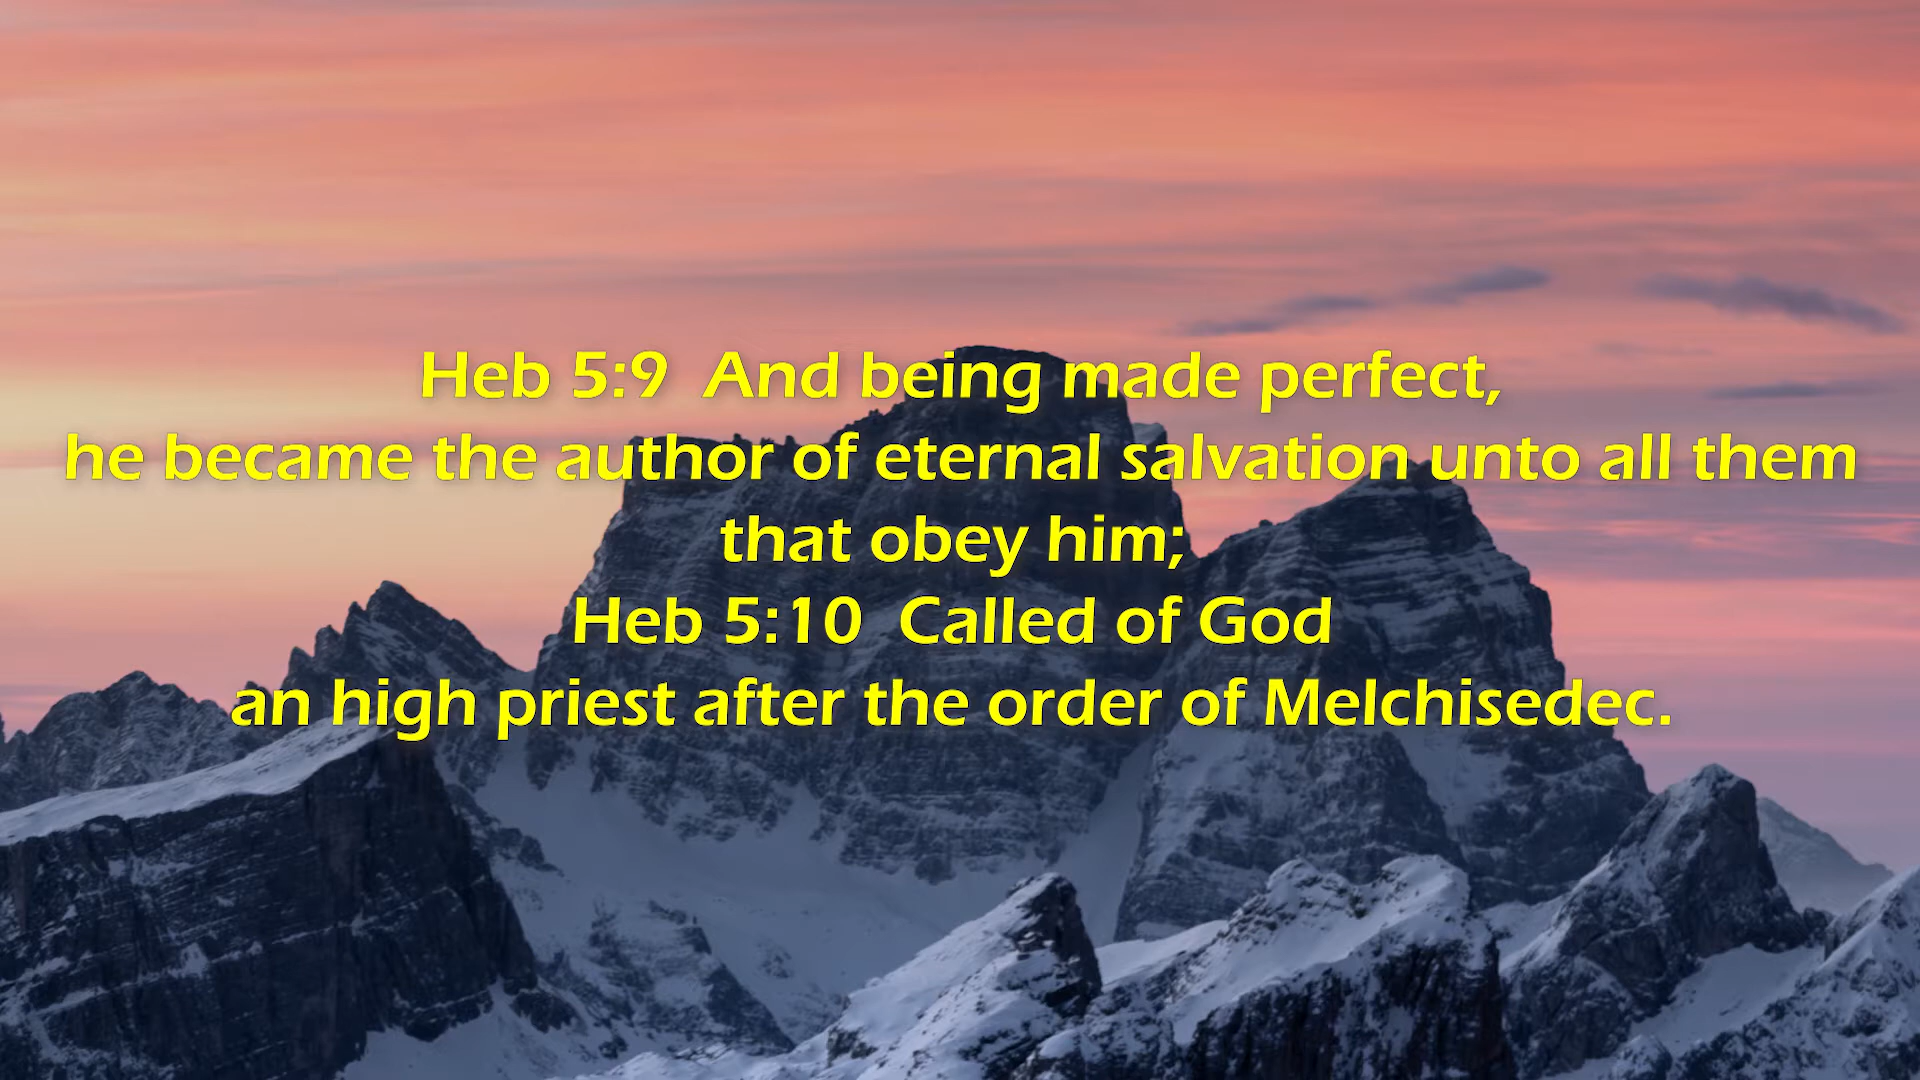 Heb 5:9  And being made perfect,
he became the author of eternal salvation unto all them
that obey him;
Heb 5:10  Called of God
an high priest after the order of Melchisedec.